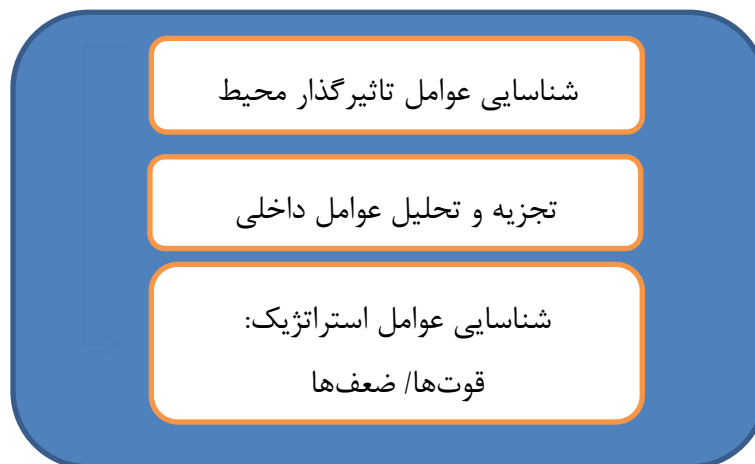 شناسایی عوامل تاثیرگذار محیط
تجزیه و تحلیل عوامل داخلی
شناسایی عوامل استراتژیک:
قوت‌ها/ ضعف‌ها